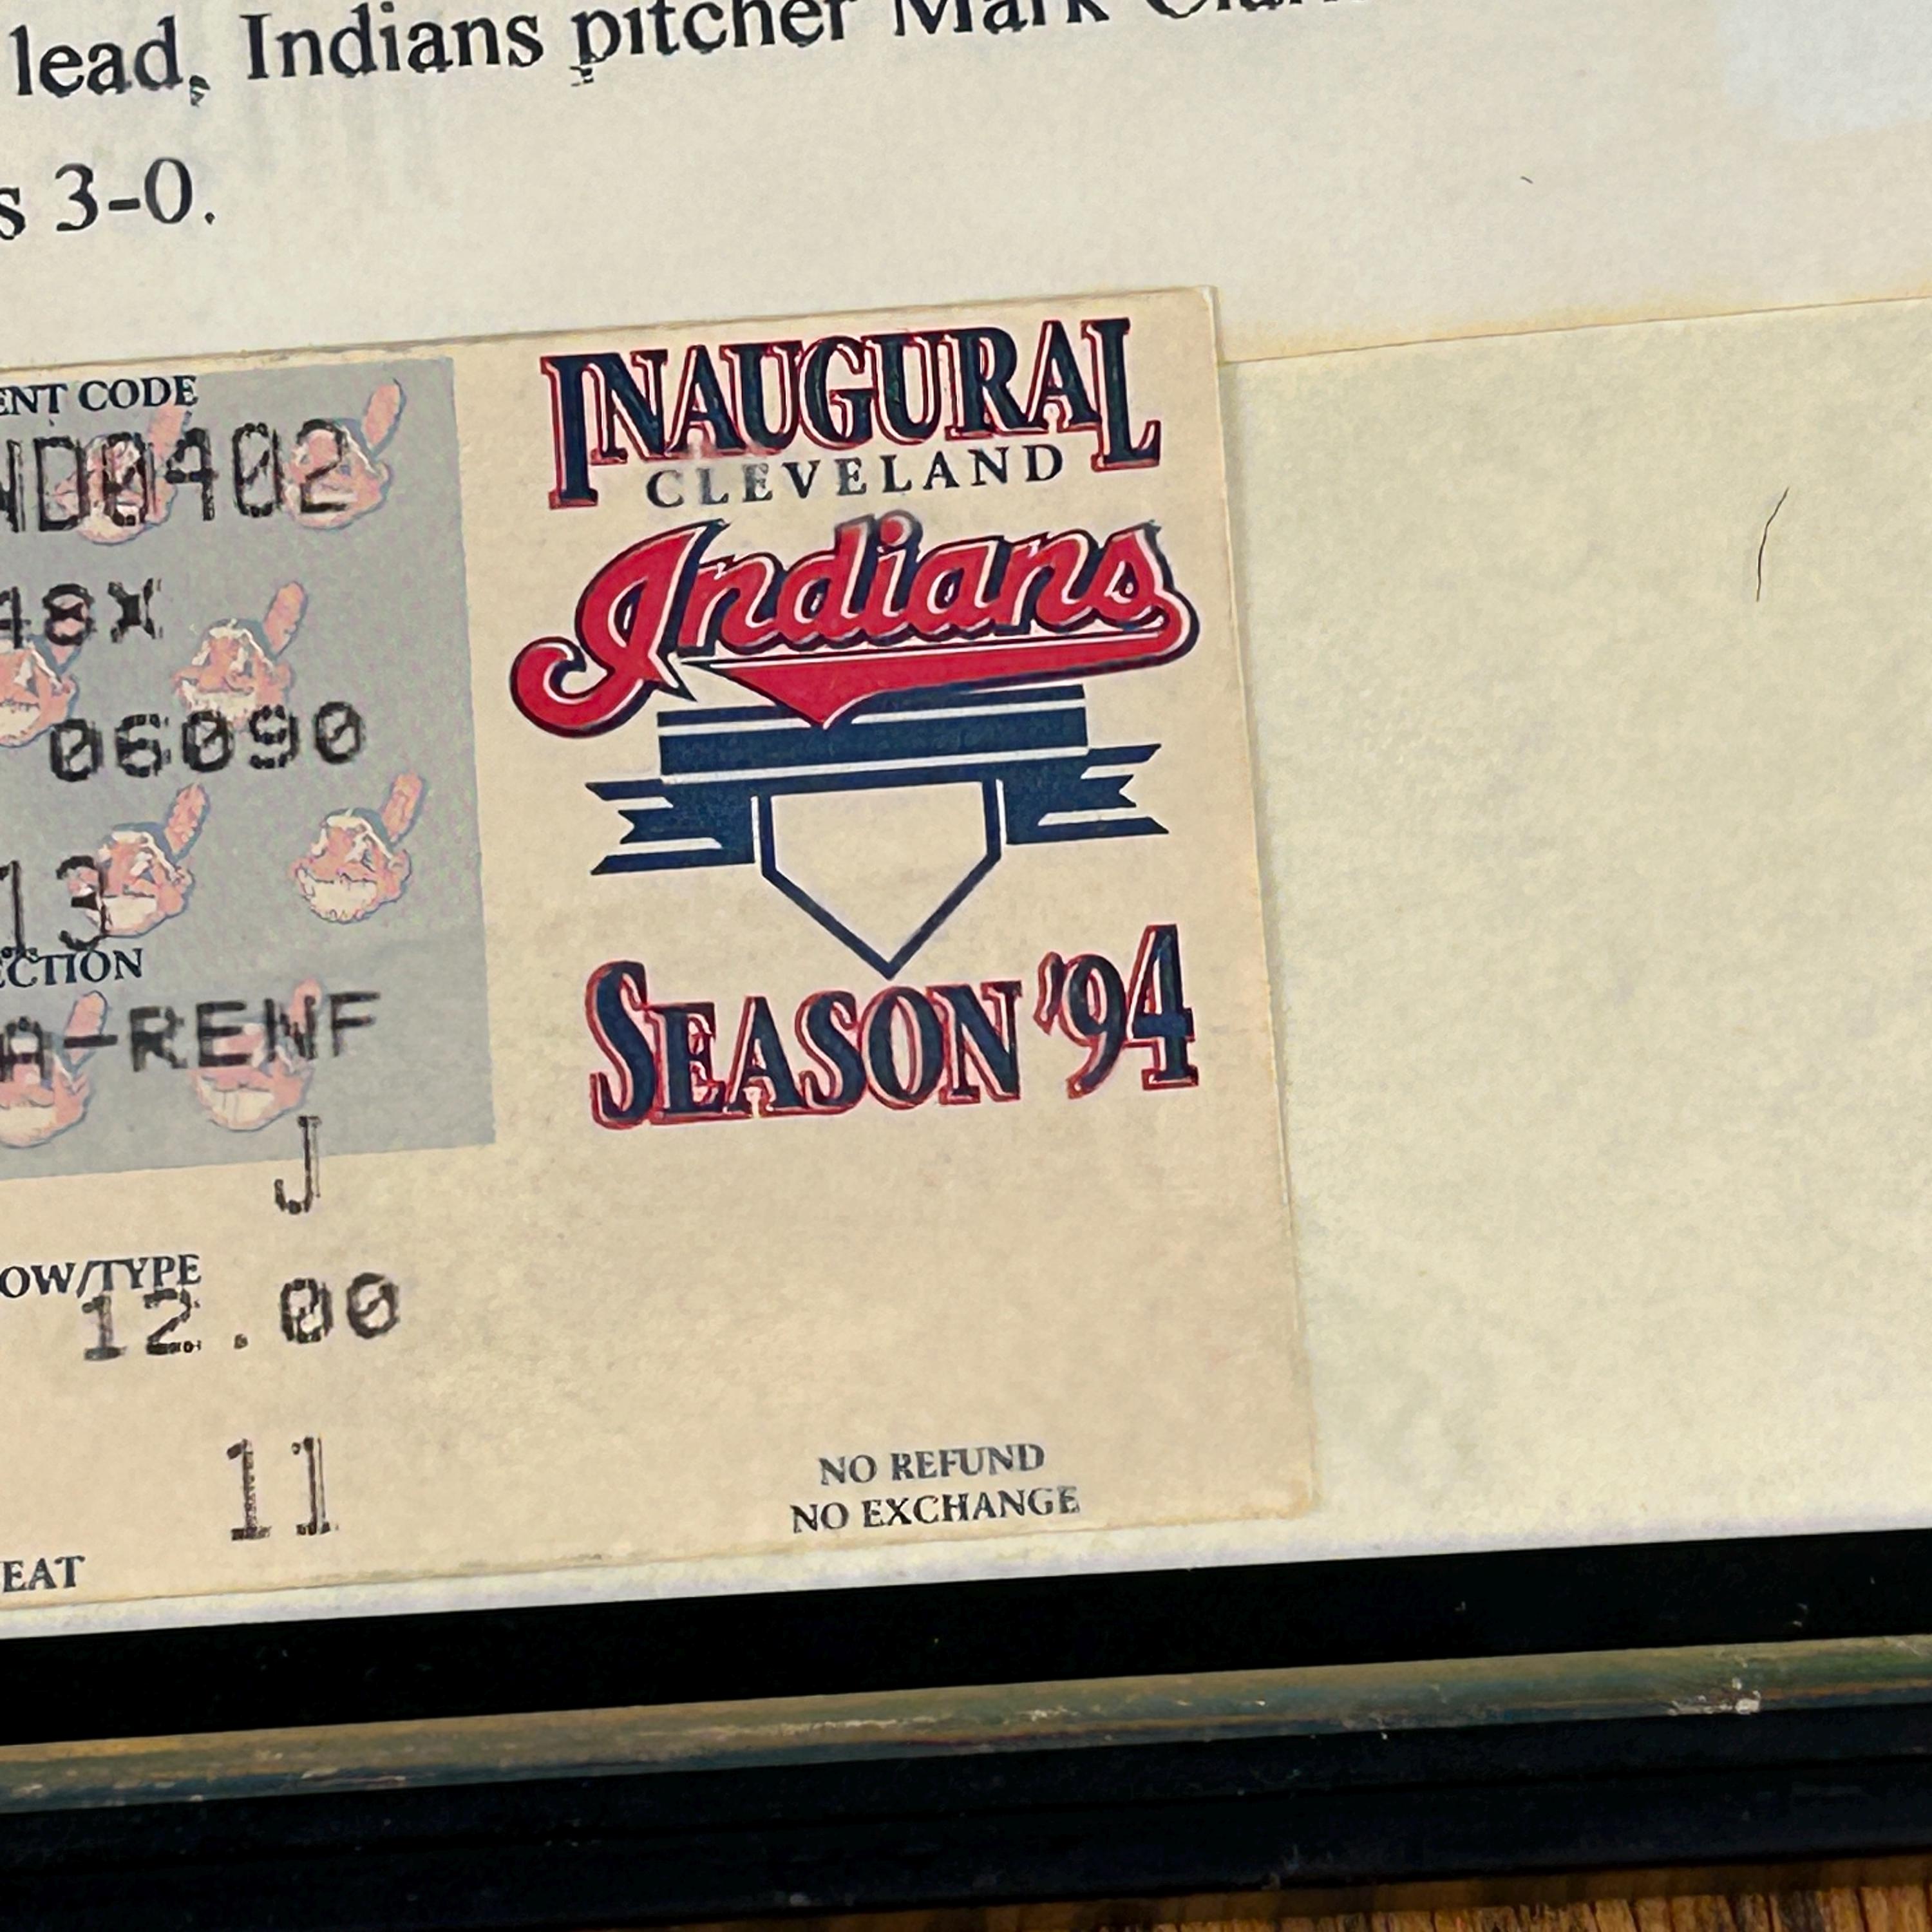 lead, Indians pitcher Mark
3-0.
ENT CODE
ND0402
48X
06090
13
ECTION
A-RENF
J
OW/TYPE
12.00
11
EAT
INAUGURAL
CLEVELAND
Indians
SEASON '94
NO REFUND
NO EXCHANGE